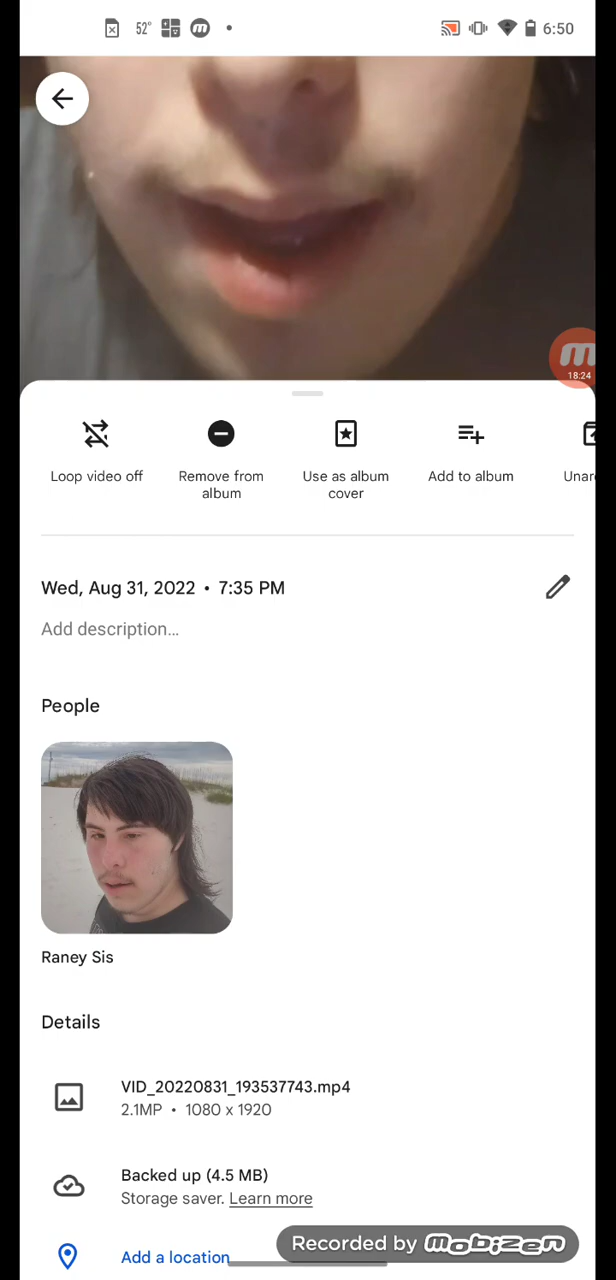 52°
6:50
18:24
Loop video off
Remove from album
Use as album cover
Add to album
Unar
Wed, Aug 31, 2022 • 7:35 PM
Add description…
People
Raney Sis
Details
VID_20220831_193537743.mp4
2.1MP • 1080 x 1920
Backed up (4.5 MB)
Storage saver. Learn more
Add a location
Recorded by mobizen